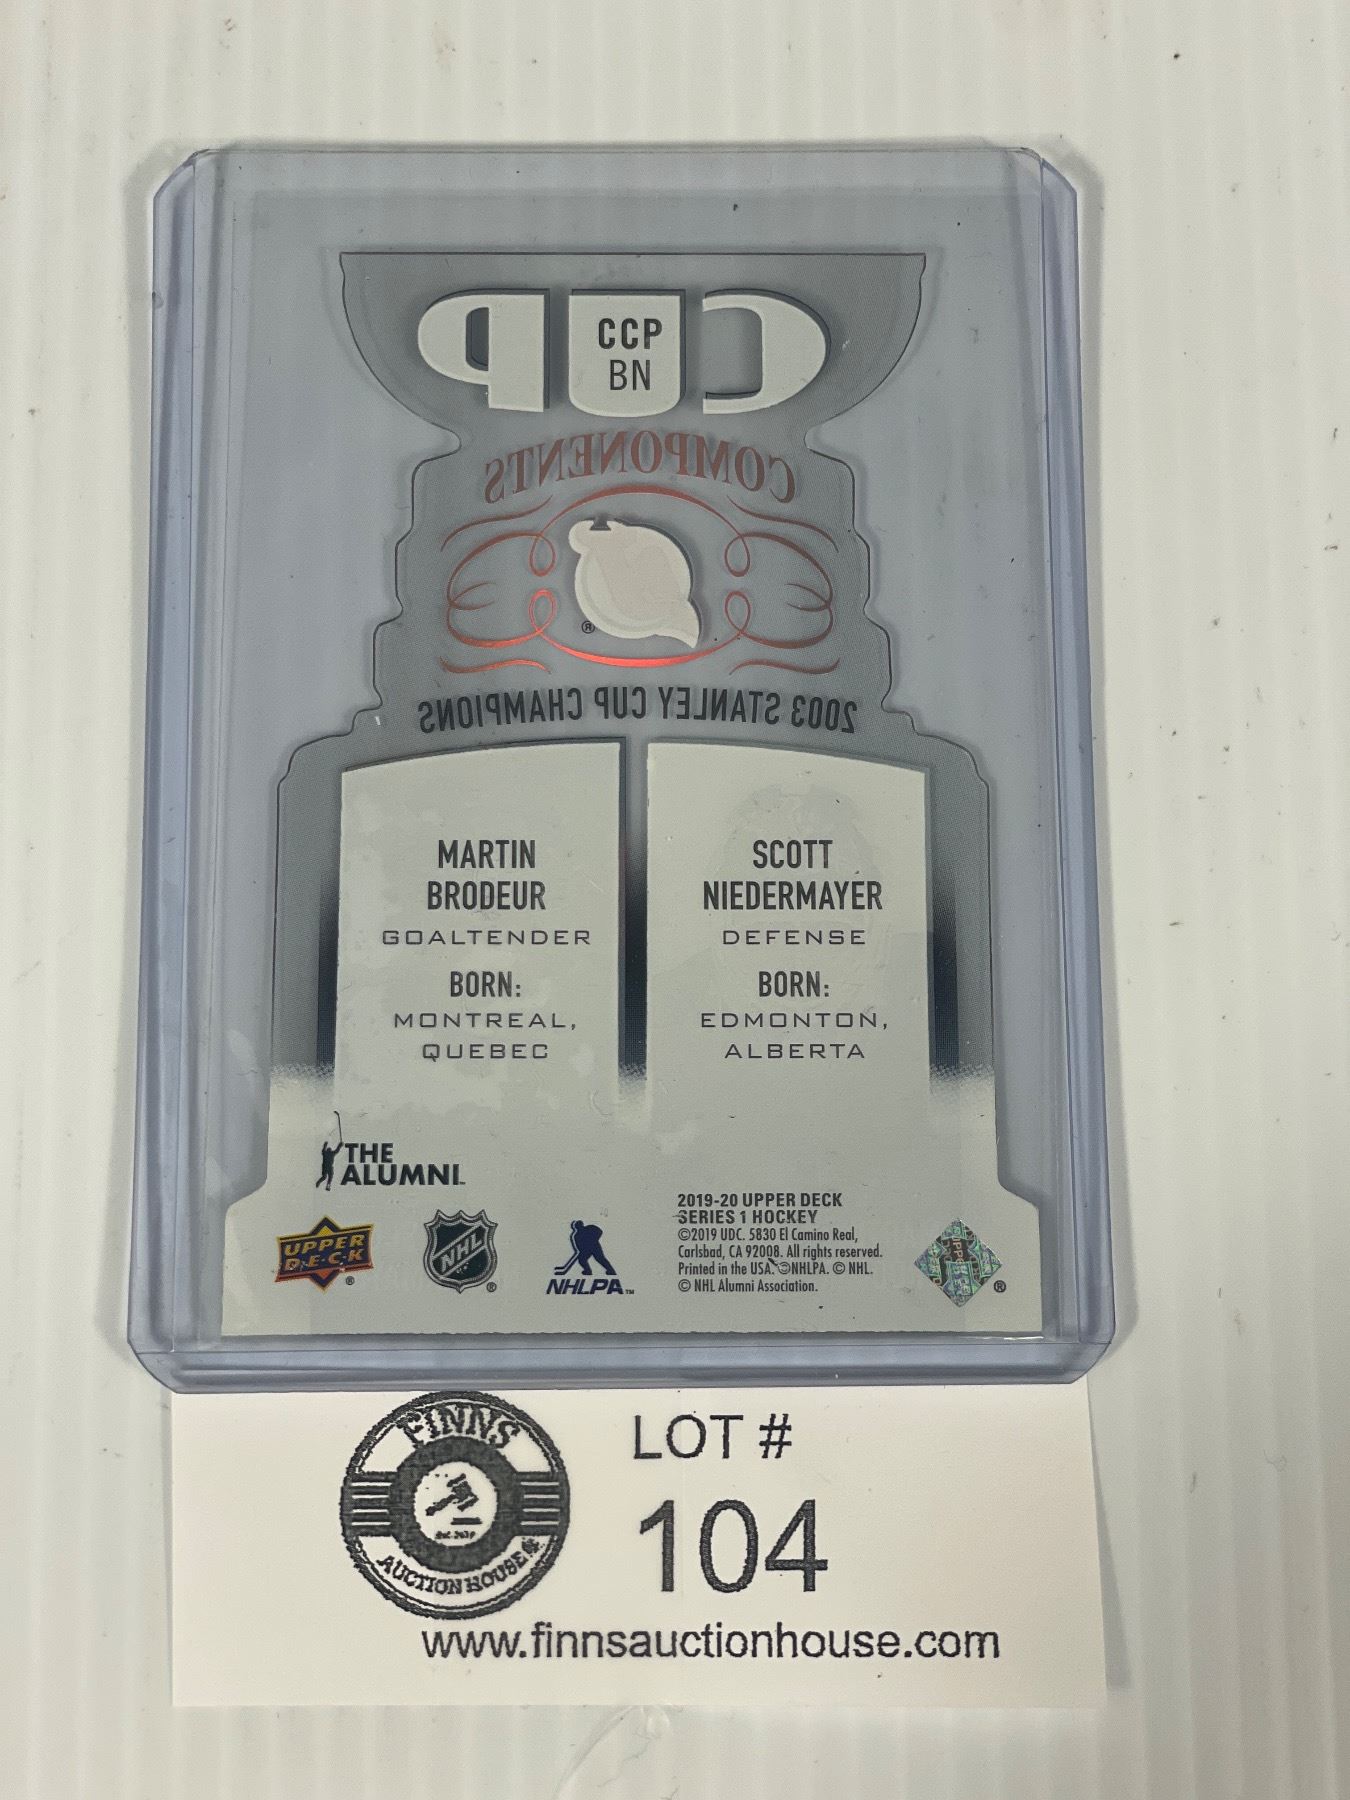 CUP
CCP
BN
COMPONENTS
2003 STANLEY CUP CHAMPIONS
MARTIN
BRODEUR
GOALTENDER
BORN:
MONTREAL,
QUEBEC
SCOTT
NIEDERMAYER
DEFENSE
BORN:
EDMONTON,
ALBERTA
THE
ALUMNI
UPPER
D·E·C·K
NHL
NHLPA™
2019-20 UPPER DECK
SERIES 1 HOCKEY
©2019 UDC. 5830 El Camino Real,
Carlsbad, CA 92008. All rights reserved.
Printed in the USA. ©NHLPA. © NHL.
© NHL Alumni Association.
FINNS
AUCTION HOUSE
LOT #
104
www.finnsauctionhouse.com